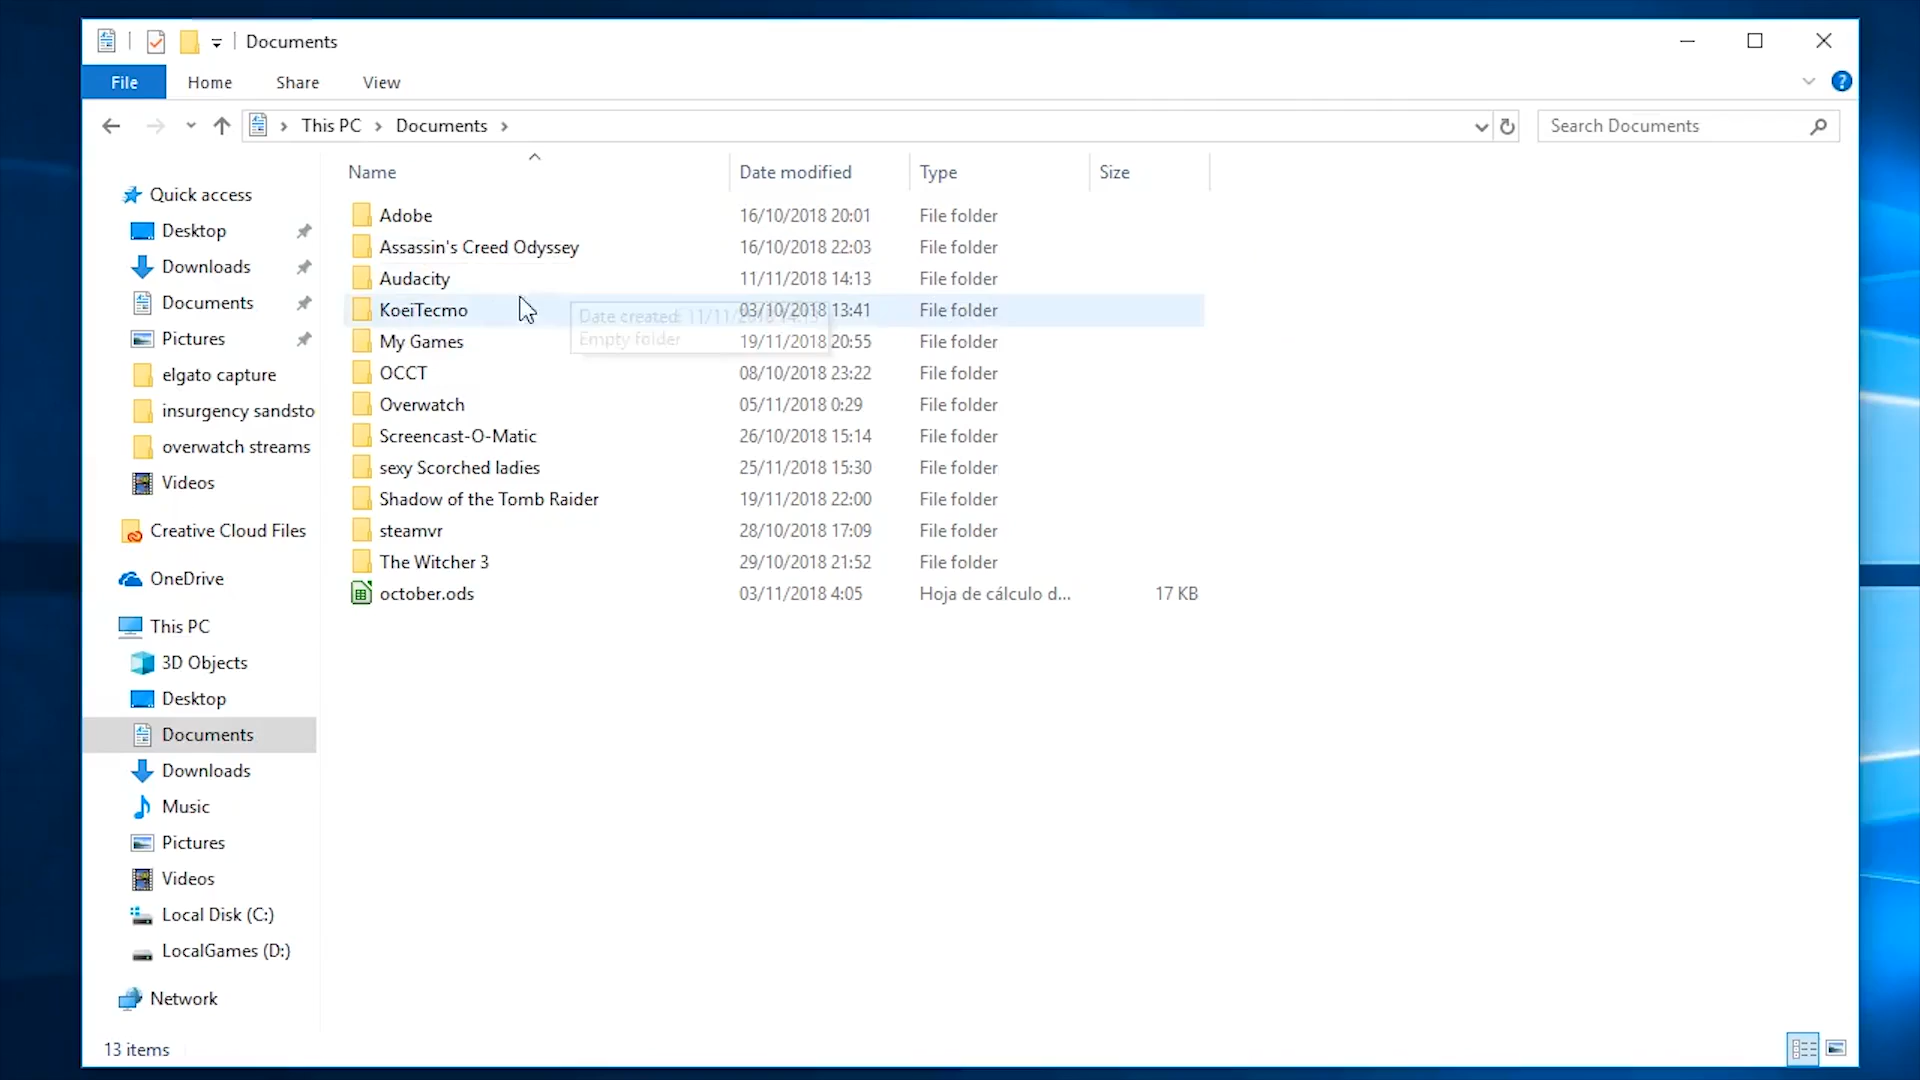 Documents
File Home Share View
This PC Documents Search Documents
Name Date modified Type Size
Quick access
Desktop
Downloads
Documents
Pictures
elgato capture
insurgency sandsto
overwatch streams
Videos
Creative Cloud Files
OneDrive
This PC
3D Objects
Desktop
Documents
Downloads
Music
Pictures
Videos
Local Disk (C:)
LocalGames (D:)
Network
Adobe 16/10/2018 20:01 File folder
Assassin's Creed Odyssey 16/10/2018 22:03 File folder
Audacity 11/11/2018 14:13 File folder
KoeiTecmo 03/10/2018 13:41 File folder
My Games 19/11/2018 20:55 File folder
OCCT 08/10/2018 23:22 File folder
Overwatch 05/11/2018 0:29 File folder
Screencast-O-Matic 26/10/2018 15:14 File folder
sexy Scorched ladies 25/11/2018 15:30 File folder
Shadow of the Tomb Raider 19/11/2018 22:00 File folder
steamvr 28/10/2018 17:09 File folder
The Witcher 3 29/10/2018 21:52 File folder
october.ods 03/11/2018 4:05 Hoja de cálculo d... 17 KB
Date created: 11/11/2018 14:13
Empty folder
13 items